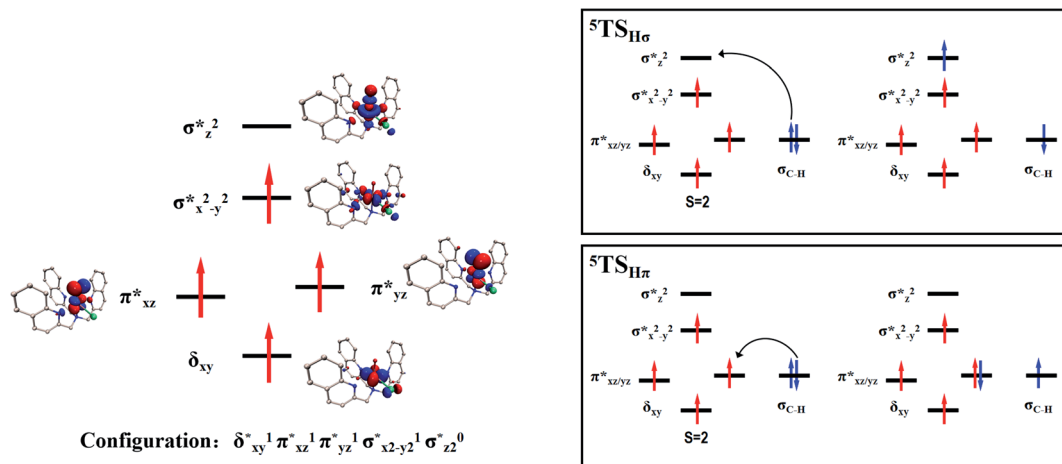 σ*z²
σ*x²-y²
π*xz
π*yz
δxy
Configuration: δ*xy¹ π*xz¹ π*yz¹ σ*x2-y2¹ σ*z2⁰
⁵TSHσ
σ*z²
σ*x²-y²
π*xz/yz
σC-H
δxy
S=2
σ*z²
σ*x²-y²
π*xz/yz
σC-H
δxy
⁵TSHπ
σ*z²
σ*x²-y²
π*xz/yz
σC-H
δxy
S=2
σ*z²
σ*x²-y²
π*xz/yz
σC-H
δxy